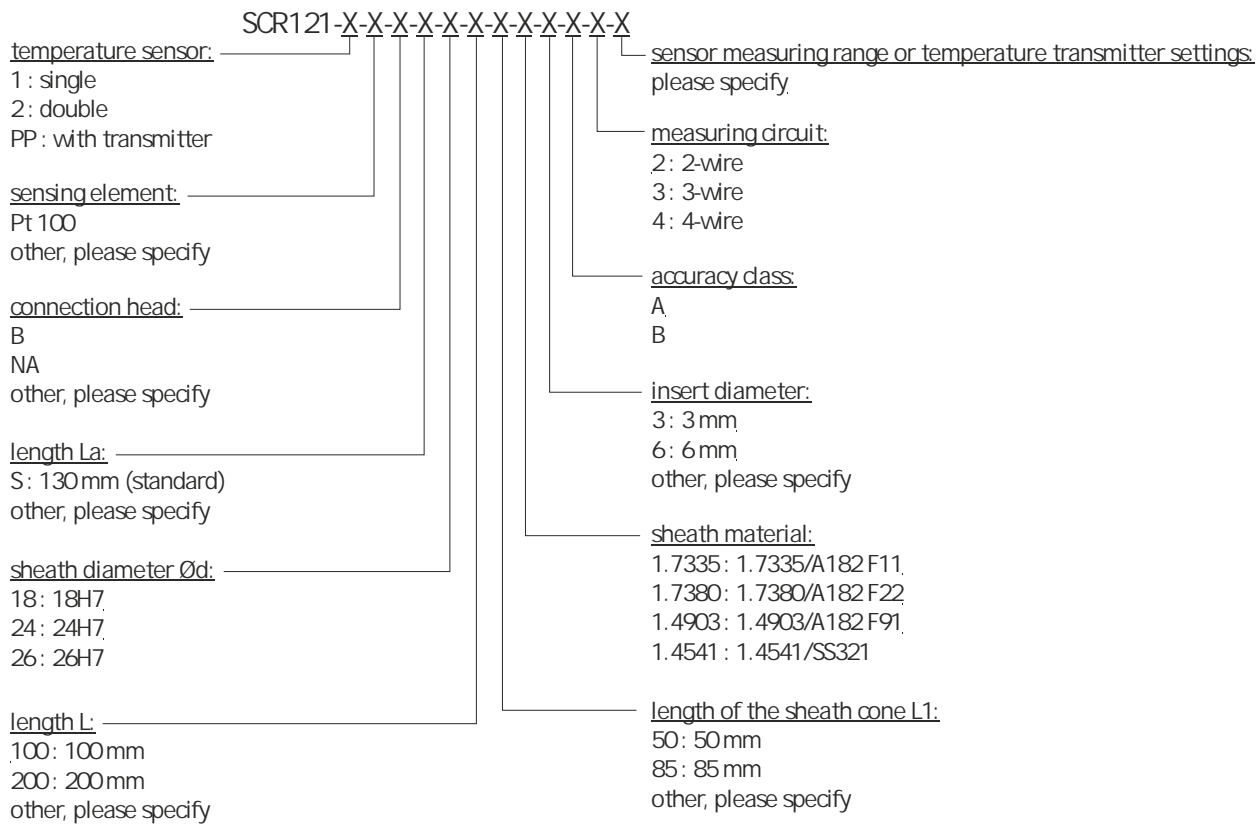 SCR121-X-X-X-X-X-X-X-X-X-X-X-X
temperature sensor:
1 : single
2 : double
PP : with transmitter
sensing element:
Pt 100
other, please specify
connection head:
B
NA
other, please specify
length La:
S : 130 mm (standard)
other, please specify
sheath diameter Ød:
18 : 18H7
24 : 24H7
26 : 26H7
length L:
100 : 100 mm
200 : 200 mm
other, please specify
sensor measuring range or temperature transmitter settings:
please specify
measuring circuit:
2 : 2-wire
3 : 3-wire
4 : 4-wire
accuracy class:
A
B
insert diameter:
3 : 3 mm
6 : 6 mm
other, please specify
sheath material:
1.7335 : 1.7335/A182 F11
1.7380 : 1.7380/A182 F22
1.4903 : 1.4903/A182 F91
1.4541 : 1.4541/SS321
length of the sheath cone L1:
50 : 50 mm
85 : 85 mm
other, please specify